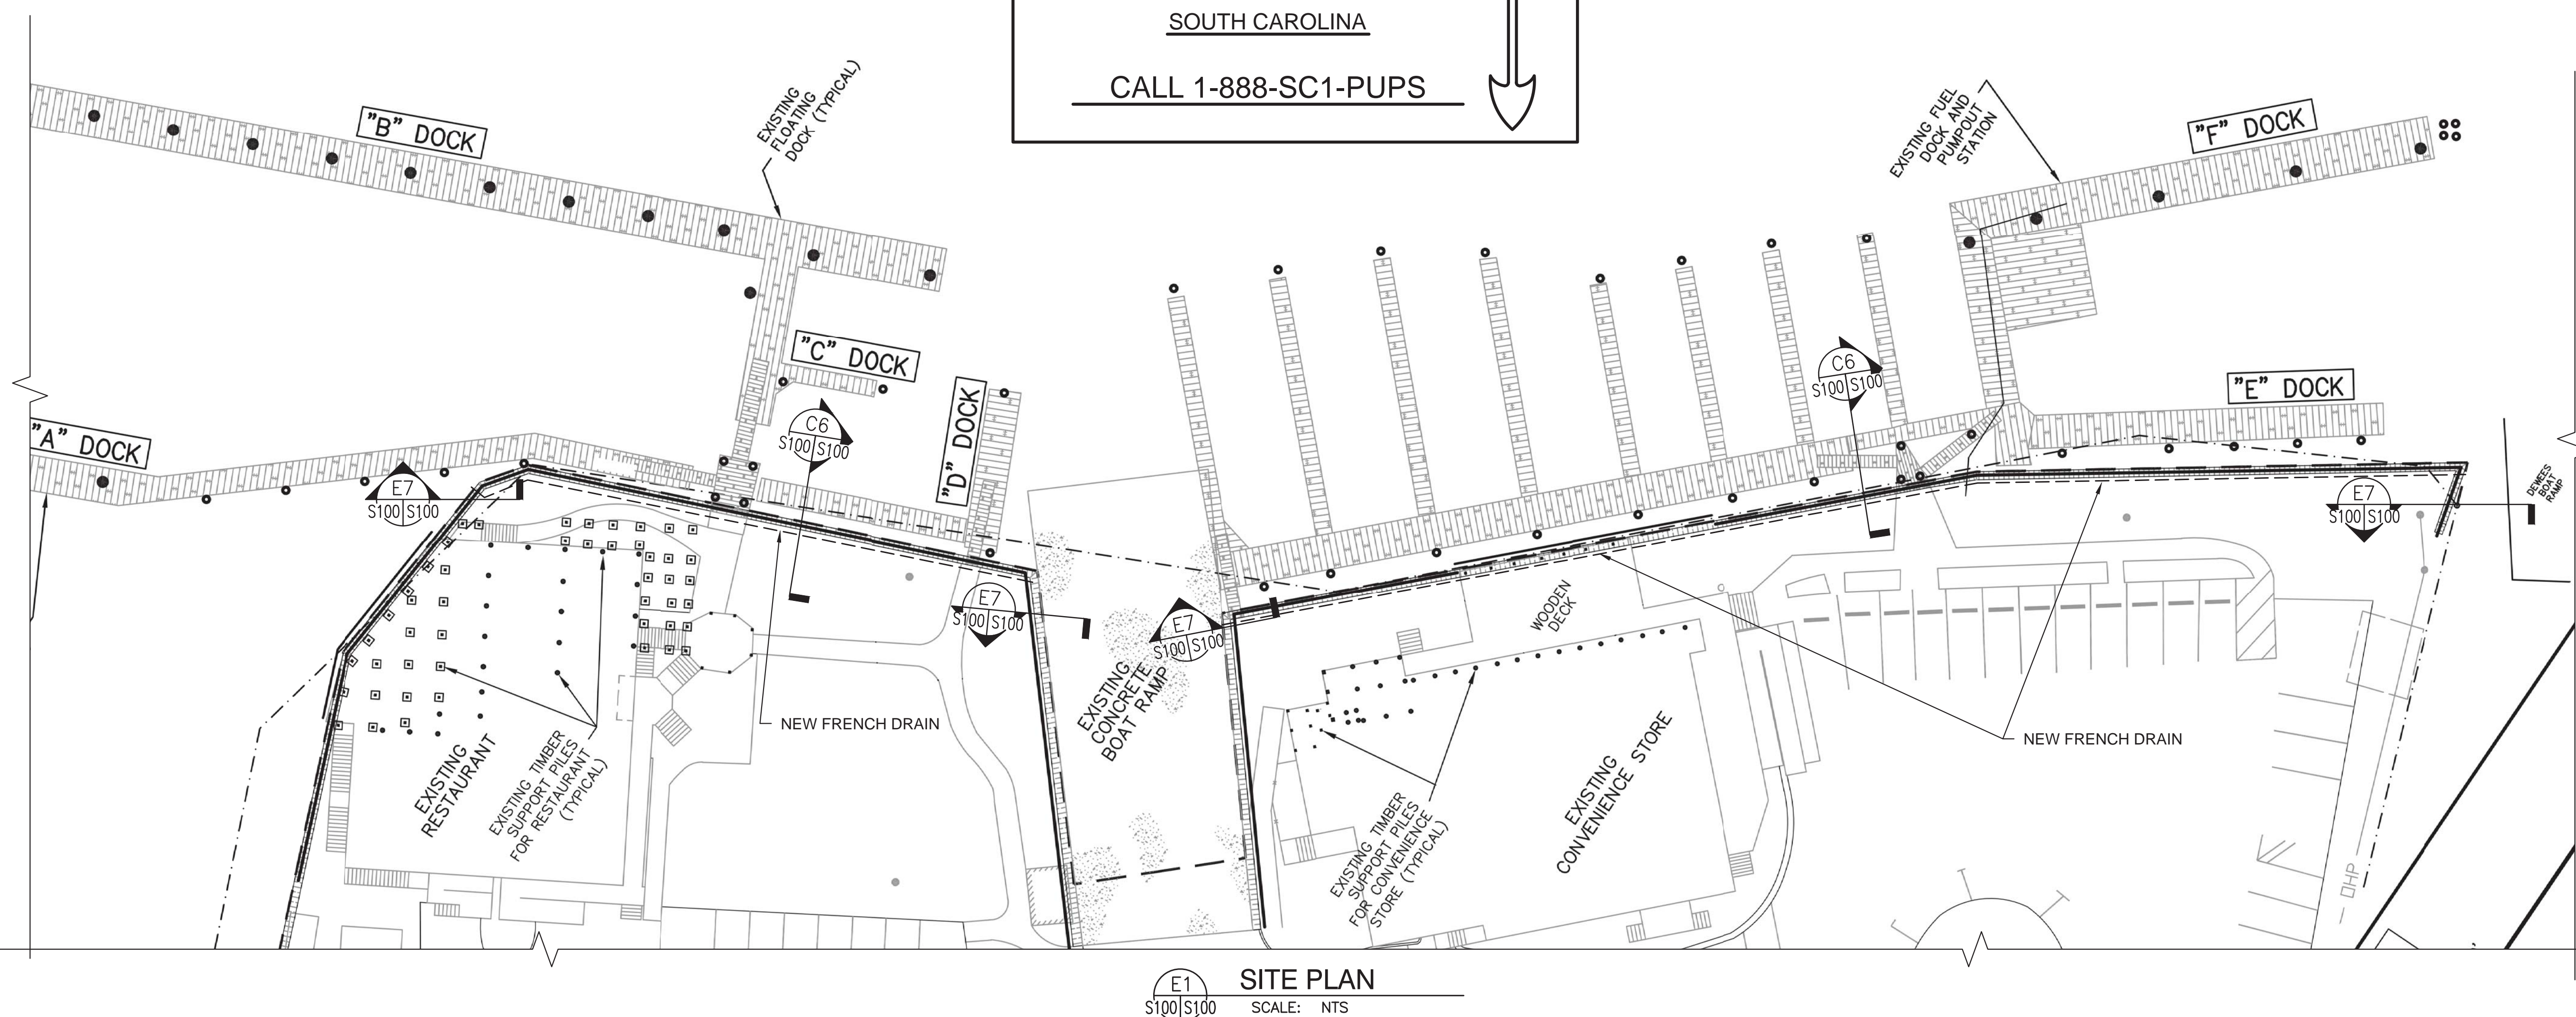 SOUTH CAROLINA
CALL 1-888-SC1-PUPS
"B" DOCK
EXISTING
FLOATING
DOCK (TYPICAL)
EXISTING FUEL
DOCK AND
PUMPOUT
STATION
"F" DOCK
"C" DOCK
"D" DOCK
"A" DOCK
"E" DOCK
C6
S100 S100
C6
S100 S100
E7
S100 S100
E7
S100 S100
E7
S100 S100
E7
S100 S100
DEWEES
BOAT
RAMP
WOODEN
DECK
NEW FRENCH DRAIN
NEW FRENCH DRAIN
EXISTING
CONCRETE
BOAT RAMP
EXISTING
RESTAURANT
EXISTING TIMBER
SUPPORT PILES
FOR RESTAURANT
(TYPICAL)
EXISTING TIMBER
SUPPORT PILES
FOR CONVENIENCE
STORE (TYPICAL)
EXISTING
CONVENIENCE STORE
OHP
E1
S100 S100
SITE PLAN
SCALE: NTS